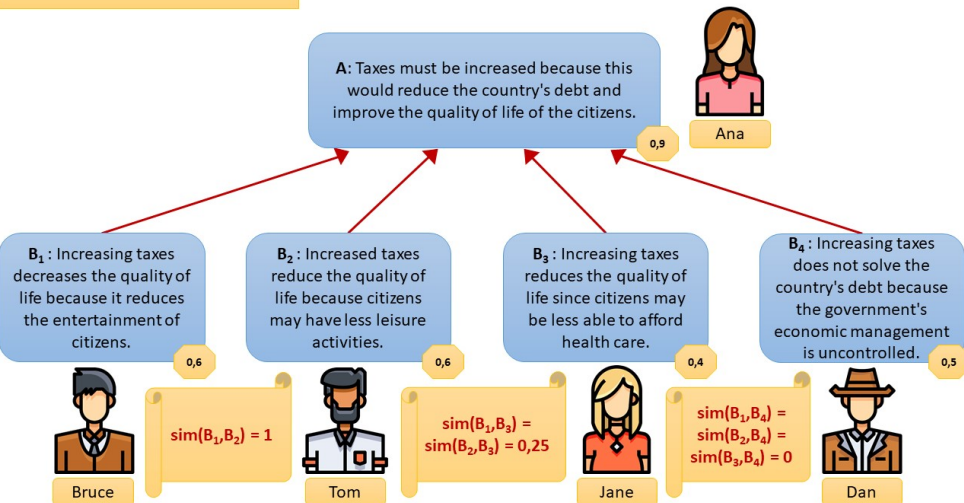 A: Taxes must be increased because this
would reduce the country's debt and
improve the quality of life of the citizens.
0,9
Ana
B1 : Increasing taxes
decreases the quality of
life because it reduces
the entertainment of
citizens.
0,6
B2 : Increased taxes
reduce the quality of
life because citizens
may have less leisure
activities.
0,6
B3 : Increasing taxes
reduces the quality of
life since citizens may
be less able to afford
health care.
0,4
B4 : Increasing taxes
does not solve the
country's debt because
the government's
economic management
is uncontrolled.
0,5
sim(B1,B2) = 1
sim(B1,B3) =
sim(B2,B3) = 0,25
sim(B1,B4) =
sim(B2,B4) =
sim(B3,B4) = 0
Bruce
Tom
Jane
Dan